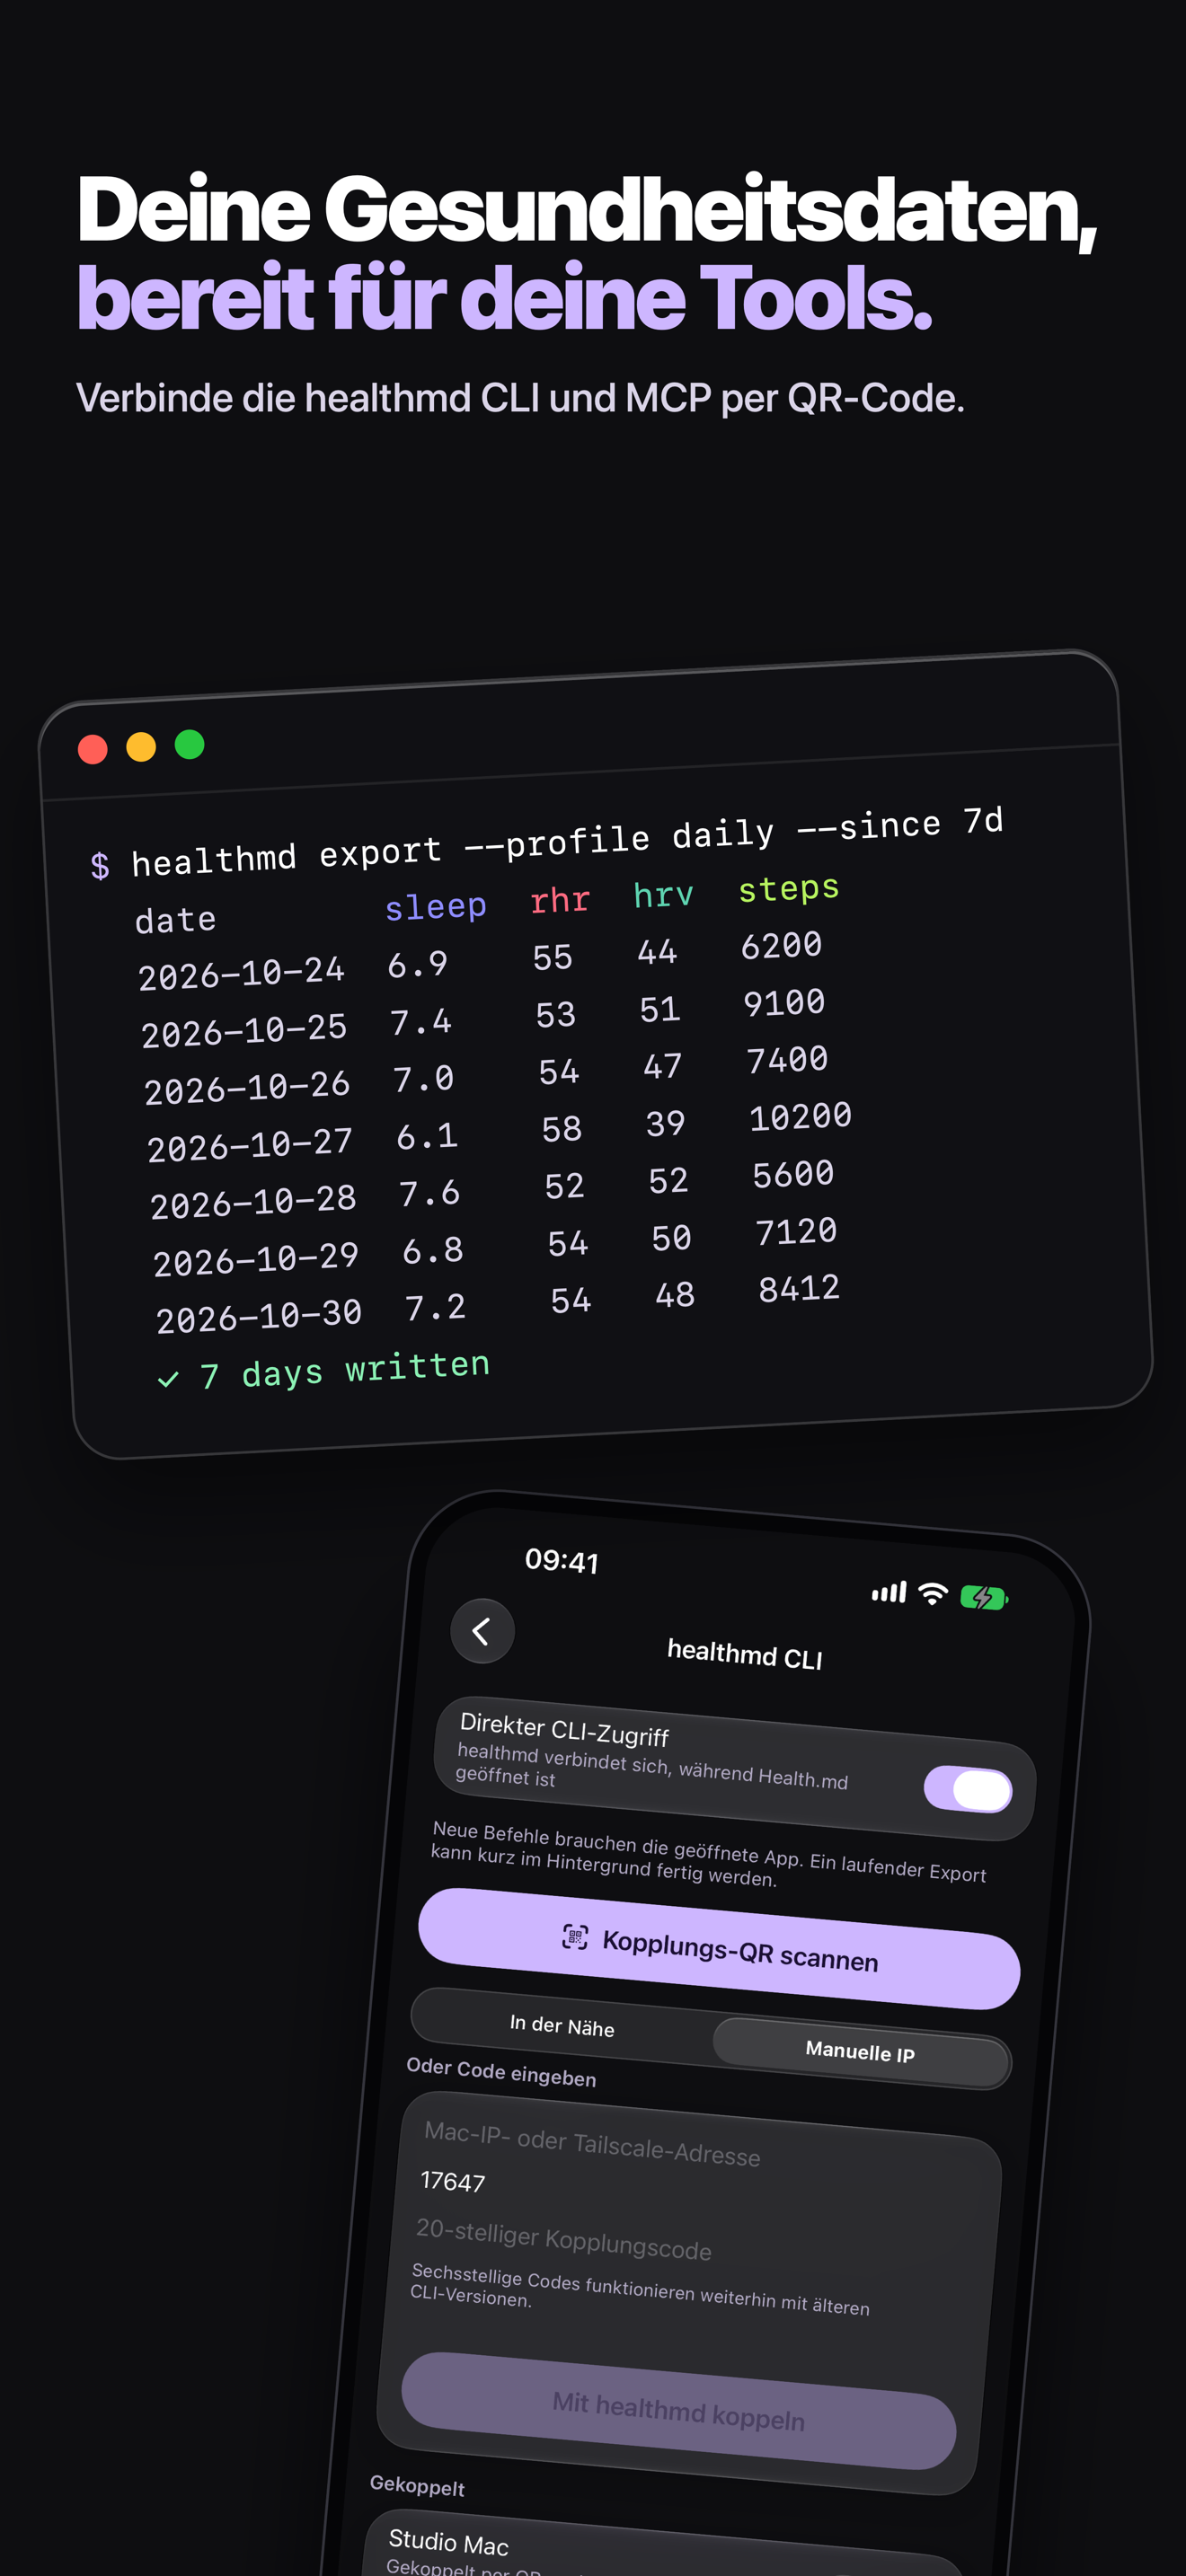 Deine Gesundheitsdaten,
bereit für deine Tools.
Verbinde die healthmd CLI und MCP per QR-Code.
$ healthmd export --profile daily --since 7d
date sleep rhr hrv steps
2026-10-24 6.9 55 44 6200
2026-10-25 7.4 53 51 9100
2026-10-26 7.0 54 47 7400
2026-10-27 6.1 58 39 10200
2026-10-28 7.6 52 52 5600
2026-10-29 6.8 54 50 7120
2026-10-30 7.2 54 48 8412
✓ 7 days written
09:41
healthmd CLI
Direkter CLI-Zugriff
healthmd verbindet sich, während Health.md
geöffnet ist
Neue Befehle brauchen die geöffnete App. Ein laufender Export
kann kurz im Hintergrund fertig werden.
Kopplungs-QR scannen
In der Nähe
Manuelle IP
Oder Code eingeben
Mac-IP- oder Tailscale-Adresse
17647
20-stelliger Kopplungscode
Sechsstellige Codes funktionieren weiterhin mit älteren
CLI-Versionen.
Mit healthmd koppeln
Gekoppelt
Studio Mac
Gekoppelt per QR